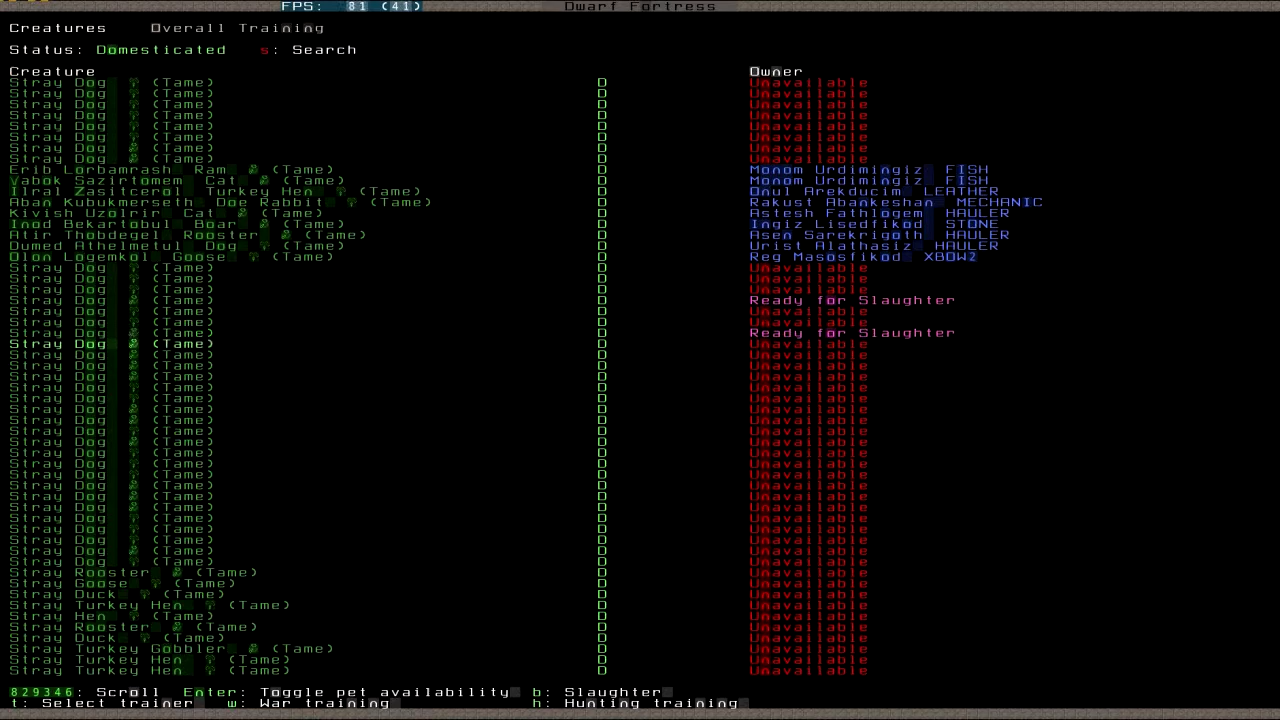 FPS: 81 (41) Dwarf Fortress
Creatures Overall Training
Status: Domesticated s: Search
Creature Owner
Stray Dog ♀ (Tame) D Unavailable
Stray Dog ♀ (Tame) D Unavailable
Stray Dog ♀ (Tame) D Unavailable
Stray Dog ♀ (Tame) D Unavailable
Stray Dog ♀ (Tame) D Unavailable
Stray Dog ♀ (Tame) D Unavailable
Stray Dog ♀ (Tame) D Unavailable
Stray Dog ♂ (Tame) D Unavailable
Erib Lorbamrash Ram ♂ (Tame) D Monom Urdimingiz FISH
Vabok Sazirtomem Cat ♂ (Tame) D Monom Urdimingiz FISH
Ilral Zasitcerol Turkey Hen ♀ (Tame) D Onul Arekducim LEATHER
Aban Kubukmerseth Doe Rabbit ♀ (Tame) D Rakust Abankeshan MECHANIC
Kivish Uzolrir Cat ♂ (Tame) D Astesh Fathlogem HAULER
Inod Bekartobul Boar ♂ (Tame) D Ingiz Lisedfikod STONE
Atir Thobdegel Rooster ♂ (Tame) D Asen Sarekrigoth HAULER
Dumed Athelmetul Dog ♀ (Tame) D Urist Alathasiz HAULER
Olon Logemkol Goose ♀ (Tame) D Reg Masosfikod XBOW2
Stray Dog ♀ (Tame) D Unavailable
Stray Dog ♀ (Tame) D Unavailable
Stray Dog ♀ (Tame) D Unavailable
Stray Dog ♂ (Tame) D Ready for Slaughter
Stray Dog ♀ (Tame) D Unavailable
Stray Dog ♀ (Tame) D Unavailable
Stray Dog ♂ (Tame) D Ready for Slaughter
Stray Dog ♂ (Tame) D Unavailable
Stray Dog ♂ (Tame) D Unavailable
Stray Dog ♀ (Tame) D Unavailable
Stray Dog ♂ (Tame) D Unavailable
Stray Dog ♀ (Tame) D Unavailable
Stray Dog ♀ (Tame) D Unavailable
Stray Dog ♂ (Tame) D Unavailable
Stray Dog ♂ (Tame) D Unavailable
Stray Dog ♀ (Tame) D Unavailable
Stray Dog ♂ (Tame) D Unavailable
Stray Dog ♀ (Tame) D Unavailable
Stray Dog ♂ (Tame) D Unavailable
Stray Dog ♀ (Tame) D Unavailable
Stray Dog ♀ (Tame) D Unavailable
Stray Dog ♂ (Tame) D Unavailable
Stray Dog ♀ (Tame) D Unavailable
Stray Dog ♂ (Tame) D Unavailable
Stray Dog ♀ (Tame) D Unavailable
Stray Dog ♀ (Tame) D Unavailable
Stray Dog ♂ (Tame) D Unavailable
Stray Dog ♀ (Tame) D Unavailable
Stray Rooster ♂ (Tame) D Unavailable
Stray Goose ♀ (Tame) D Unavailable
Stray Duck ♀ (Tame) D Unavailable
Stray Turkey Hen ♀ (Tame) D Unavailable
Stray Hen ♀ (Tame) D Unavailable
Stray Rooster ♂ (Tame) D Unavailable
Stray Duck ♀ (Tame) D Unavailable
Stray Turkey Gobbler ♂ (Tame) D Unavailable
Stray Turkey Hen ♀ (Tame) D Unavailable
Stray Turkey Hen ♀ (Tame) D Unavailable
829346: Scroll Enter: Toggle pet availability b: Slaughter
t: Select trainer w: War training h: Hunting training